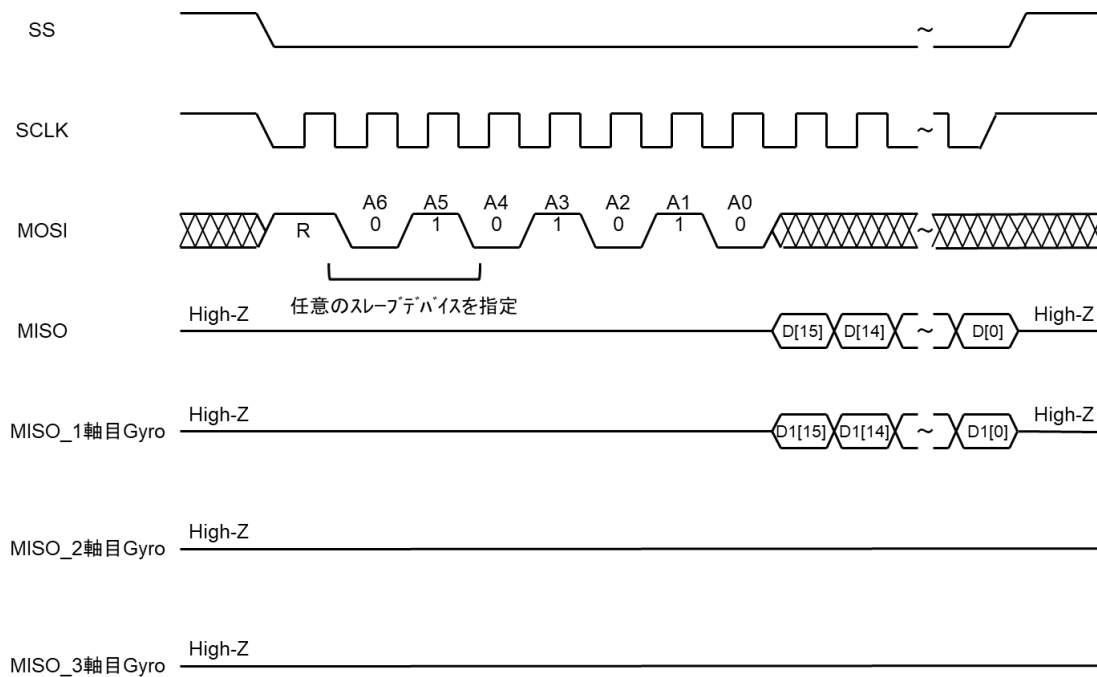 SS
~
SCLK
~
A6 A5 A4 A3 A2 A1 A0
MOSI R 0 1 0 1 0 1 0 ~
任意のｽﾚｰﾌﾞﾃﾞﾊﾞｲｽを指定
High-Z High-Z
MISO D[15] D[14] ~ D[0]
High-Z High-Z
MISO_1軸目Gyro D1[15] D1[14] ~ D1[0]
High-Z
MISO_2軸目Gyro
High-Z
MISO_3軸目Gyro